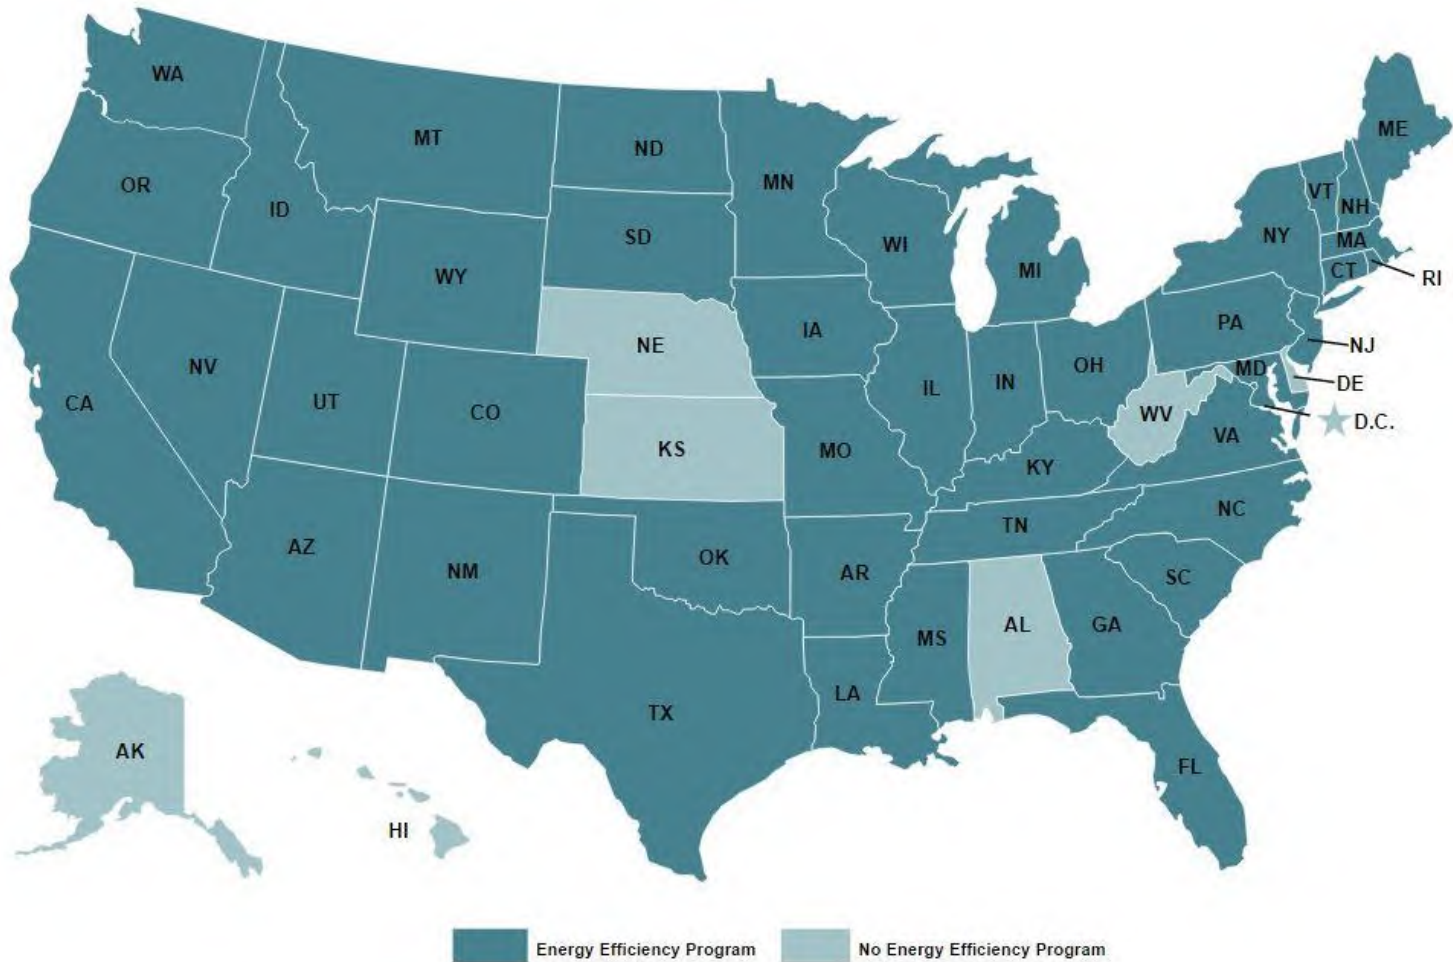 WA
MT
ND
MN
ME
OR
ID
SD
WI
MI
VT
NH
NY
MA
CT
RI
WY
NE
IA
PA
NJ
NV
UT
CO
IL
IN
OH
MD
DE
CA
KS
MO
WV
D.C.
VA
KY
NC
AZ
NM
OK
AR
TN
SC
MS
AL
GA
TX
LA
FL
AK
HI
Energy Efficiency Program
No Energy Efficiency Program